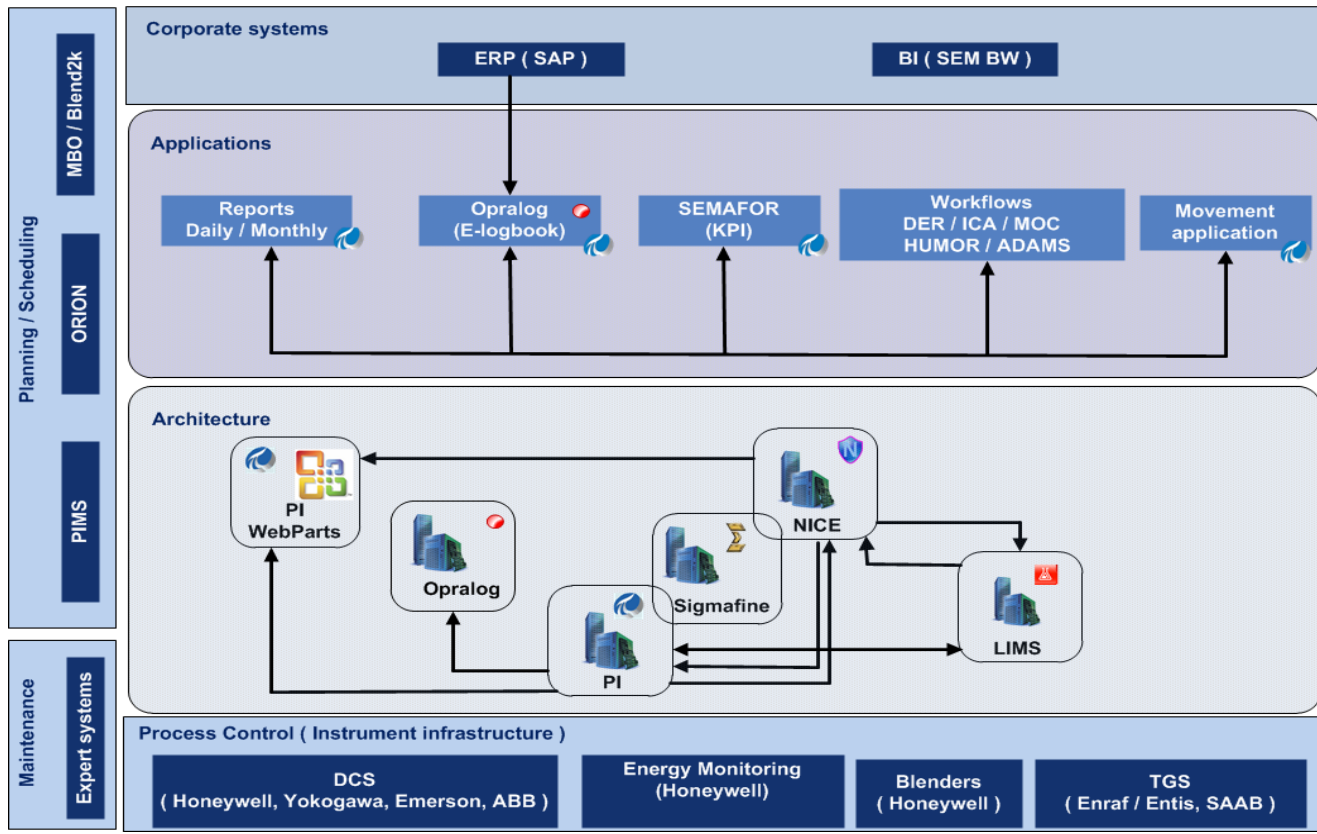 Corporate systems
ERP ( SAP )
BI ( SEM BW )
Planning / Scheduling
MBO / Blend2k
ORION
PIMS
Applications
Reports
Daily / Monthly
Opralog
(E-logbook)
SEMAFOR
(KPI)
Workflows
DER / ICA / MOC
HUMOR / ADAMS
Movement
application
Architecture
PI
WebParts
Opralog
N
NICE
Sigmafine
PI
LIMS
Maintenance
Expert systems
Process Control ( Instrument infrastructure )
DCS
( Honeywell, Yokogawa, Emerson, ABB )
Energy Monitoring
(Honeywell)
Blenders
( Honeywell )
TGS
( Enraf / Entis, SAAB )